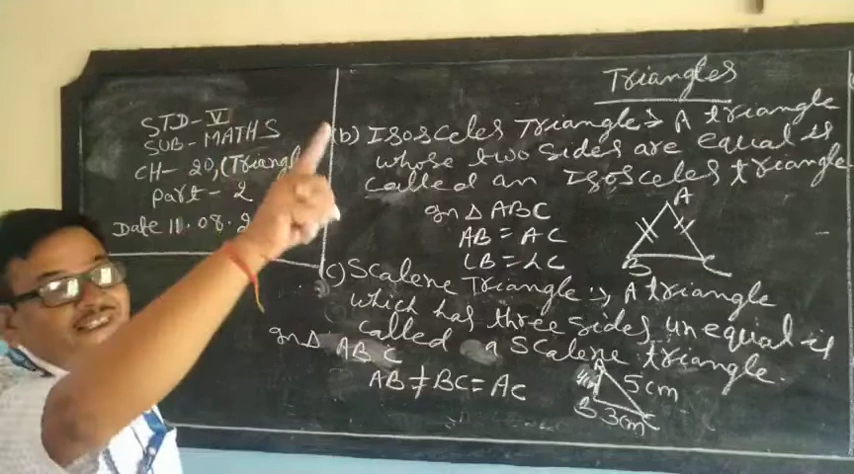 STD-VI
SUB-MATHS
CH-20,(Triangl
Part-2
Date 11.08.2
Triangles
(b) Isosceles Triangle:> A triangle
whose two sides are equal is
called an Isosceles triangle.
In △ ABC
AB = AC
∠B = ∠C
A
B C
c) Scalene Triangle:> A triangle
which has three sides unequal is
called a Scalene triangle.
In △ ABC
AB ≠ BC = AC
A
5cm
B 3cm C